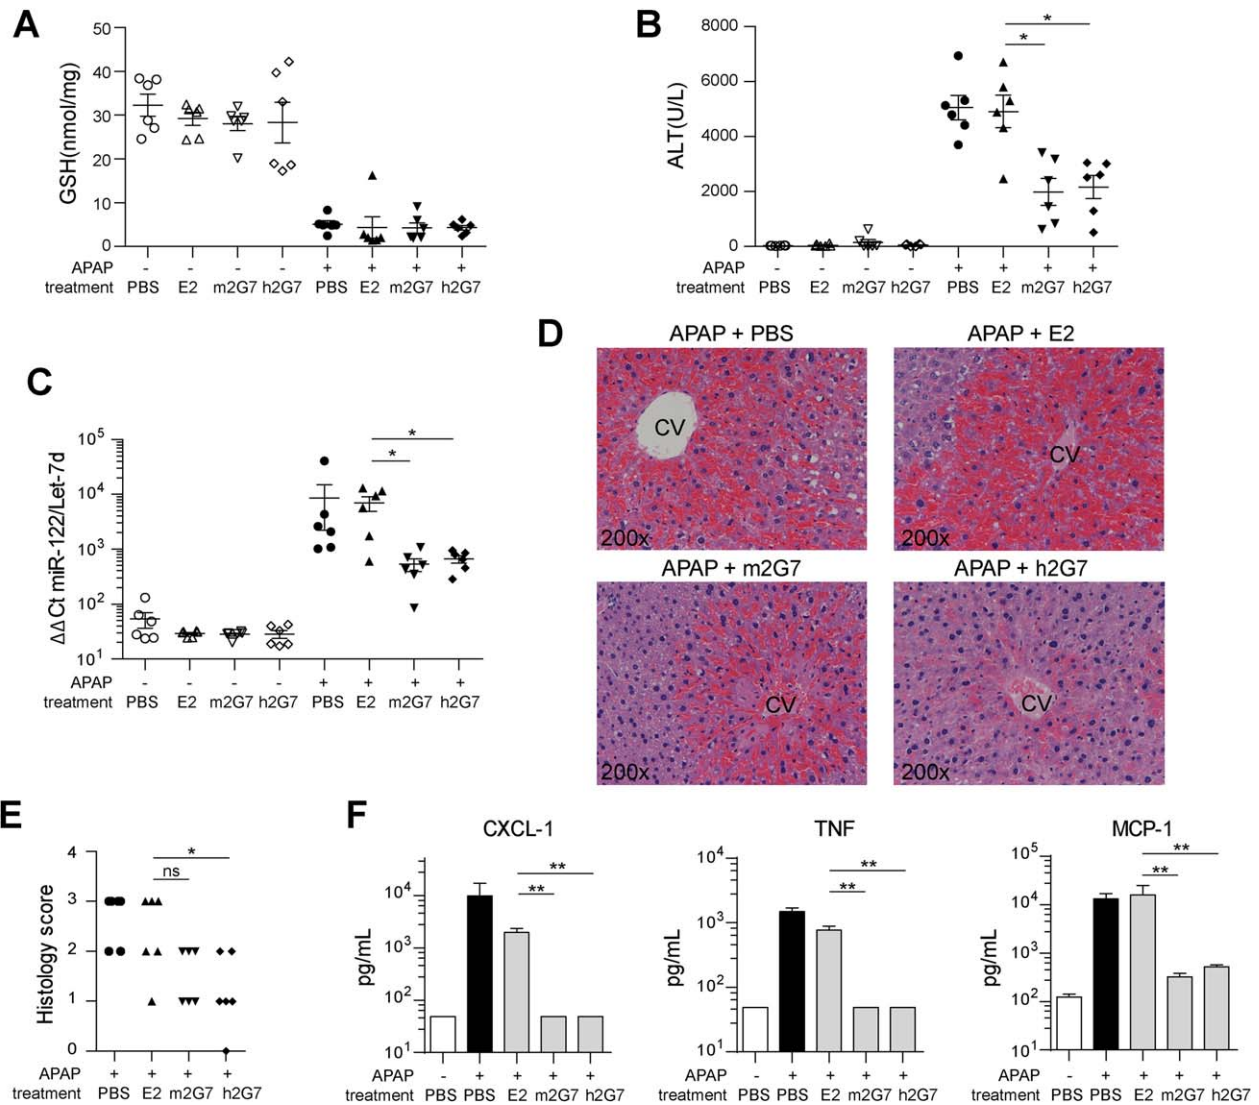 A
GSH(nmol/mg)
50
40
30
20
10
0
APAP - - - - + + + +
treatment PBS E2 m2G7 h2G7 PBS E2 m2G7 h2G7
B
ALT(U/L)
8000
6000
4000
2000
0
* 
*
APAP - - - - + + + +
treatment PBS E2 m2G7 h2G7 PBS E2 m2G7 h2G7
C
ΔΔCt miR-122/Let-7d
10^5
10^4
10^3
10^2
10^1
*
*
APAP - - - - + + + +
treatment PBS E2 m2G7 h2G7 PBS E2 m2G7 h2G7
D
APAP + PBS
CV
200x
APAP + E2
CV
200x
APAP + m2G7
CV
200x
APAP + h2G7
CV
200x
E
Histology score
4
3
2
1
0
*
ns
APAP + + + +
treatment PBS E2 m2G7 h2G7
F
CXCL-1
pg/mL
10^4
10^3
10^2
10^1
**
**
APAP - + + + +
treatment PBS PBS E2 m2G7 h2G7
TNF
pg/mL
10^4
10^3
10^2
10^1
**
**
APAP - + + + +
treatment PBS PBS E2 m2G7 h2G7
MCP-1
pg/mL
10^5
10^4
10^3
10^2
10^1
**
**
APAP - + + + +
treatment PBS PBS E2 m2G7 h2G7